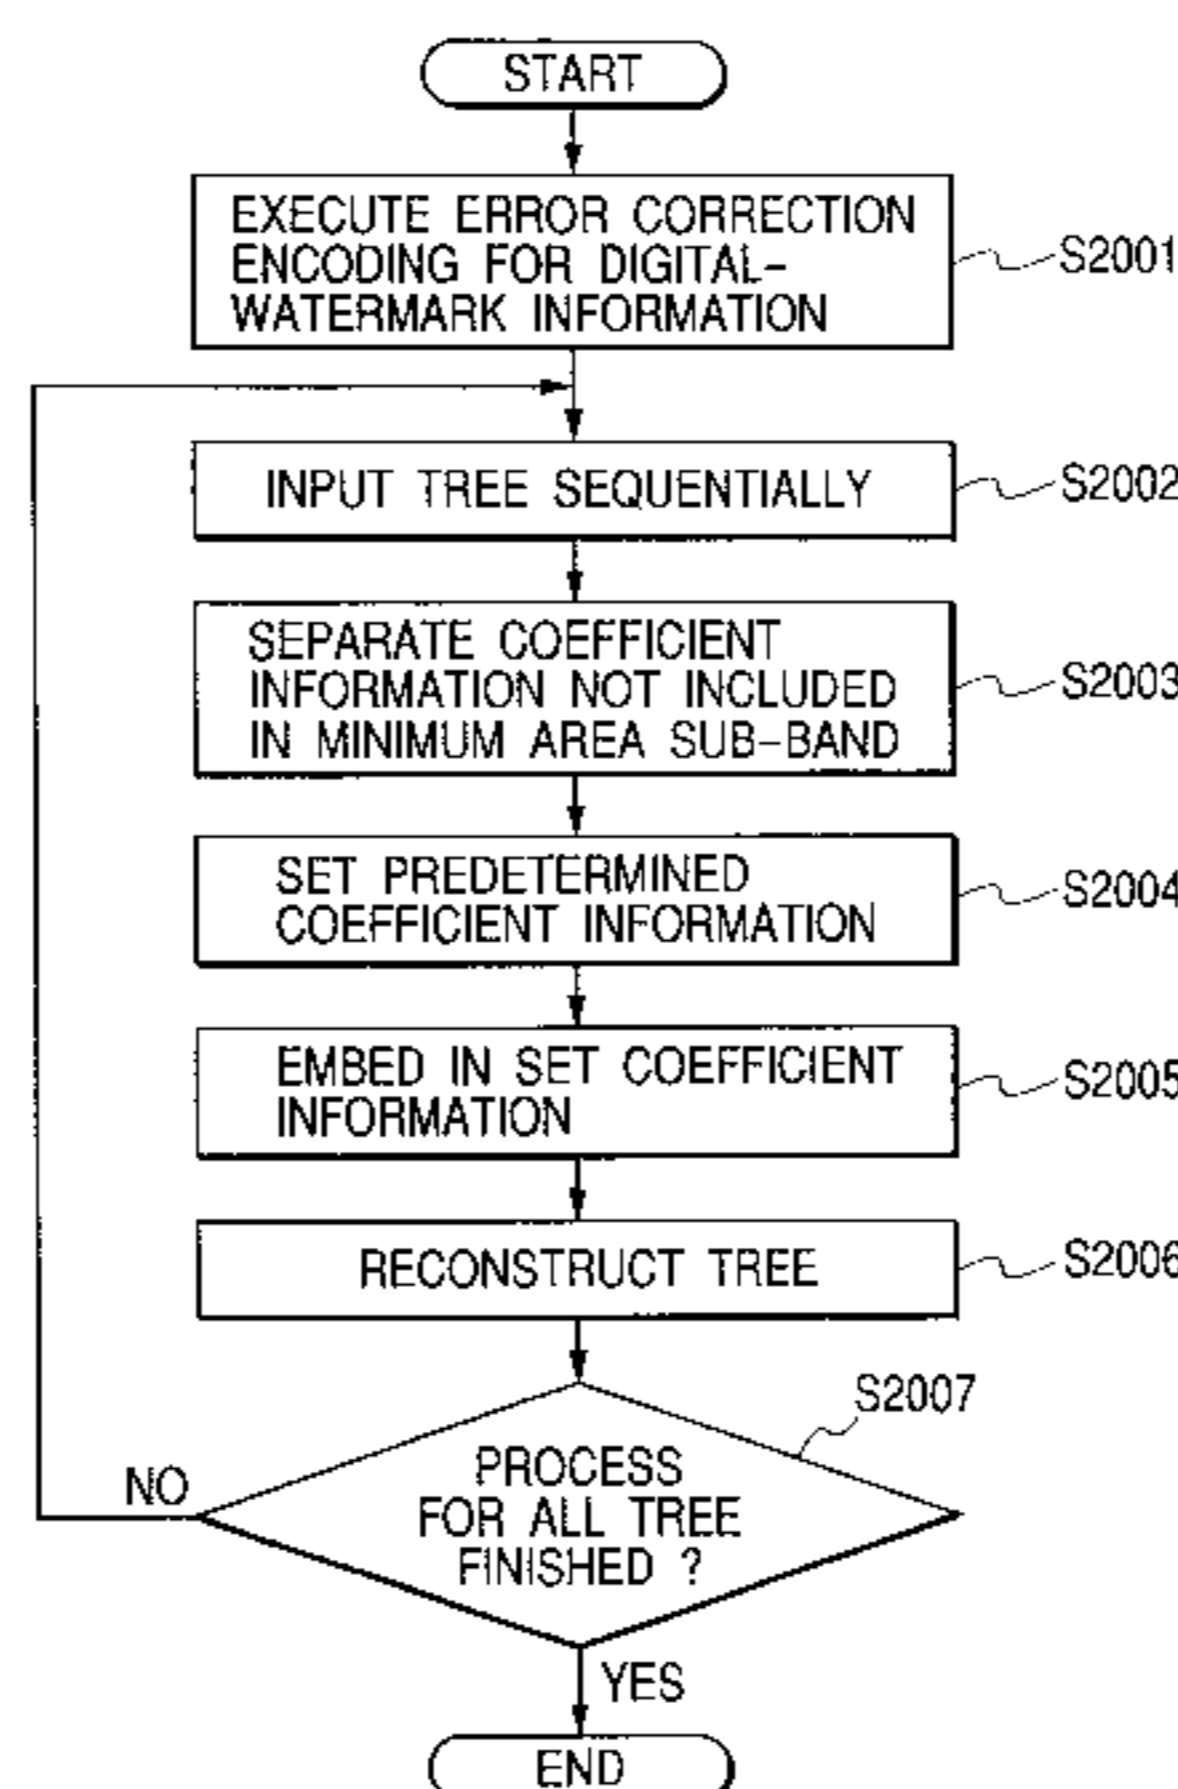 START
EXECUTE ERROR CORRECTION
ENCODING FOR DIGITAL-
WATERMARK INFORMATION
S2001
INPUT TREE SEQUENTIALLY
S2002
SEPARATE COEFFICIENT
INFORMATION NOT INCLUDED
IN MINIMUM AREA SUB-BAND
S2003
SET PREDETERMINED
COEFFICIENT INFORMATION
S2004
EMBED IN SET COEFFICIENT
INFORMATION
S2005
RECONSTRUCT TREE
S2006
S2007
PROCESS
FOR ALL TREE
FINISHED ?
NO
YES
END